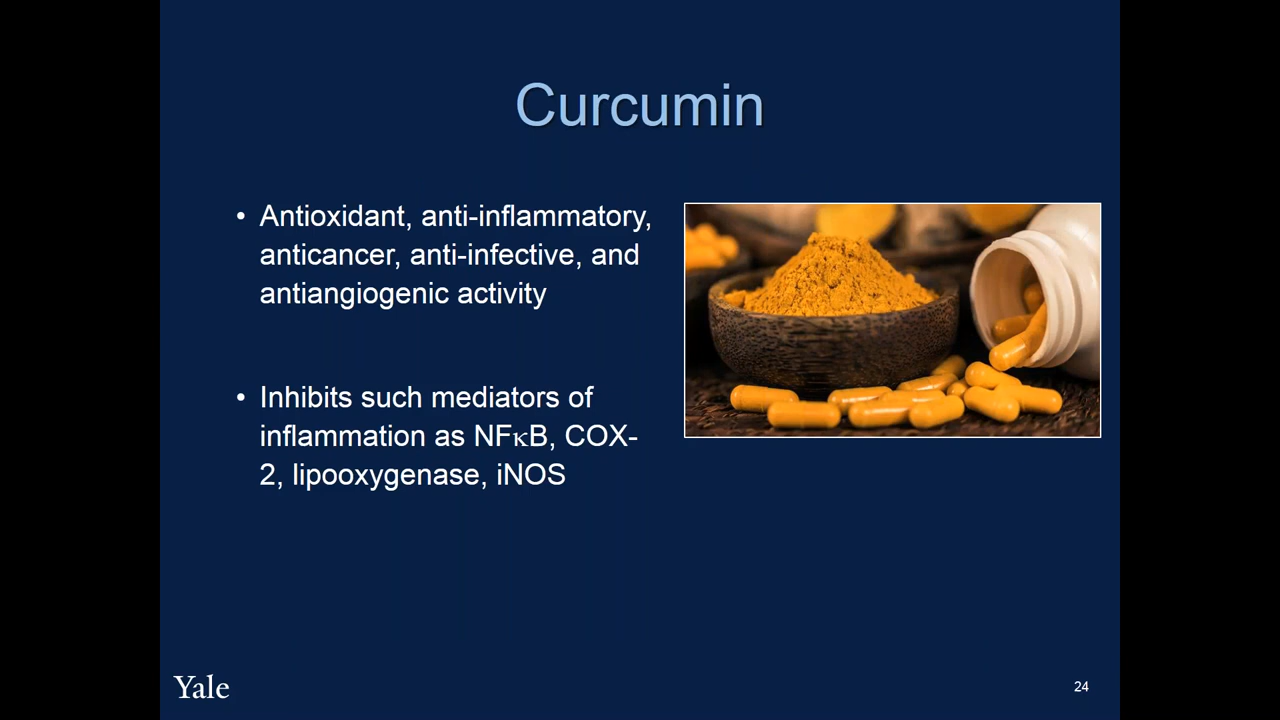 Curcumin
• Antioxidant, anti-inflammatory,
anticancer, anti-infective, and
antiangiogenic activity
• Inhibits such mediators of
inflammation as NFκB, COX-
2, lipooxygenase, iNOS
Yale
24